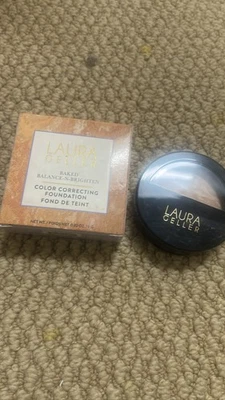 LAURA
GELLER
BAKED
BALANCE-N-BRIGHTEN
COLOR CORRECTING
FOUNDATION
FOND DE TEINT
LAURA
GELLER